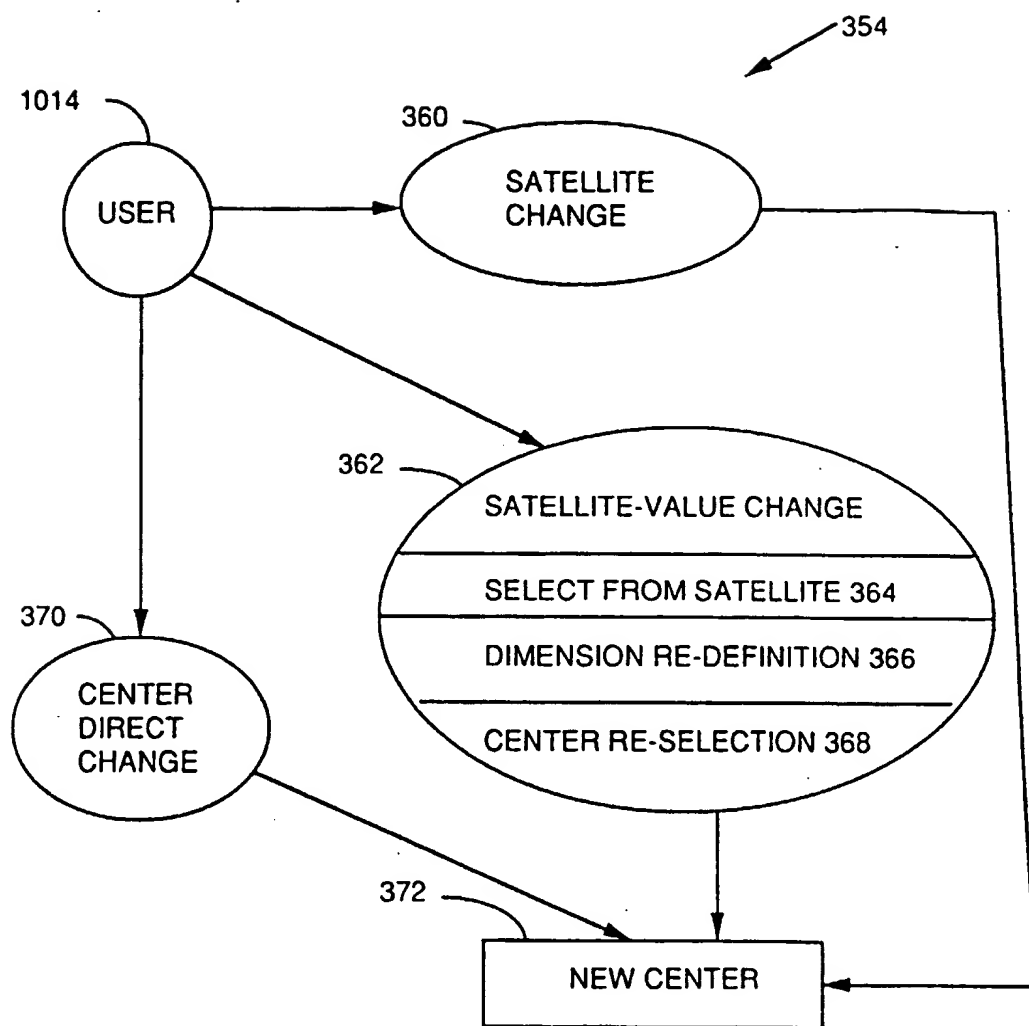 354
1014
360
USER
SATELLITE
CHANGE
362
SATELLITE-VALUE CHANGE
SELECT FROM SATELLITE 364
DIMENSION RE-DEFINITION 366
CENTER RE-SELECTION 368
370
CENTER
DIRECT
CHANGE
372
NEW CENTER